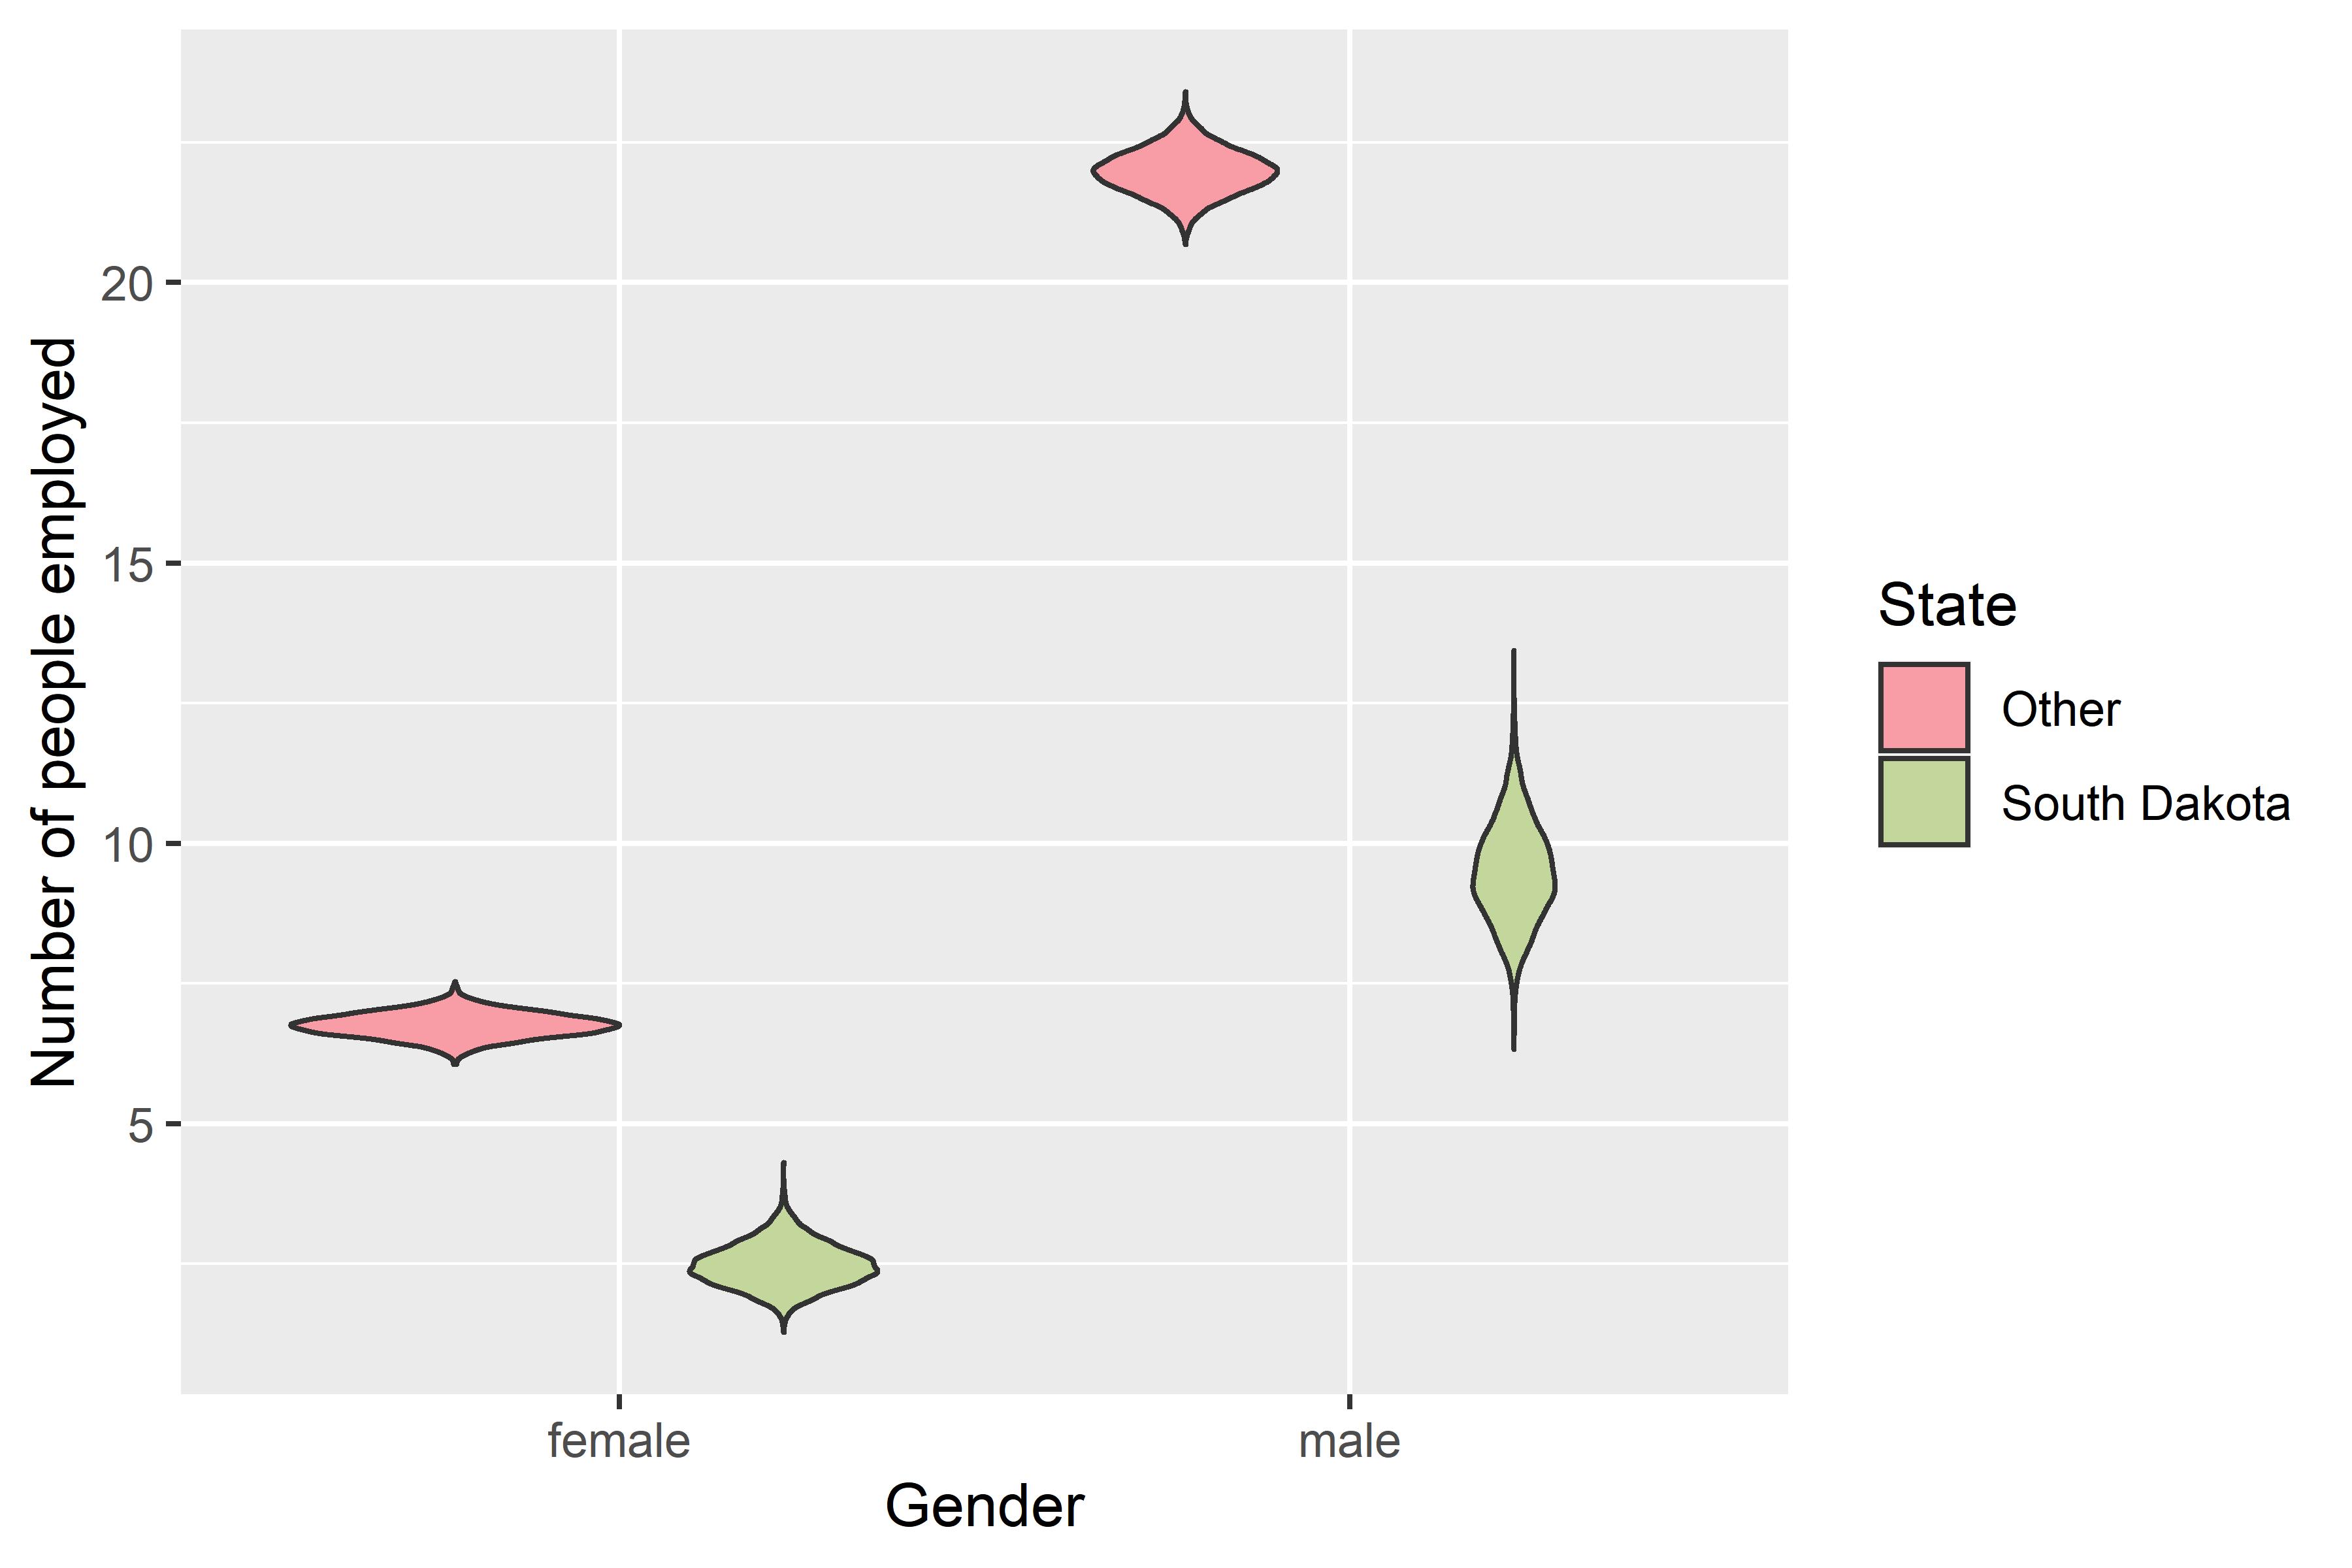 Number of people employed
20
15
10
5
female
male
Gender
State
Other
South Dakota